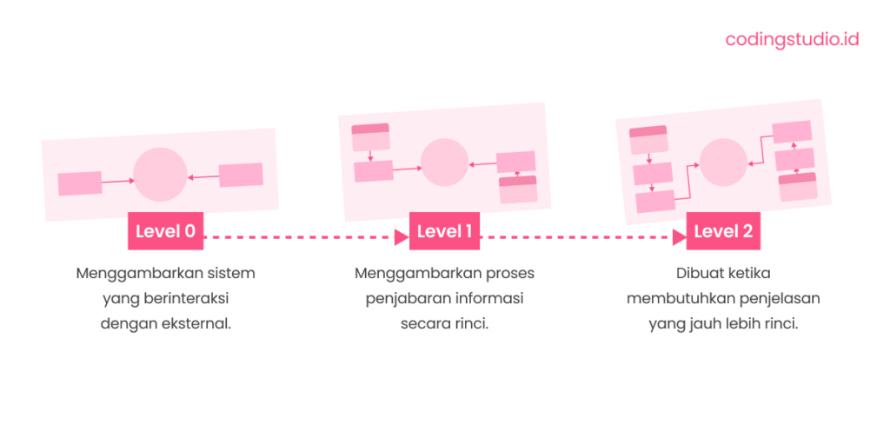 codingstudio.id
Level 0
Menggambarkan sistem
yang berinteraksi
dengan eksternal.
Level 1
Menggambarkan proses
penjabaran informasi
secara rinci.
Level 2
Dibuat ketika
membutuhkan penjelasan
yang jauh lebih rinci.